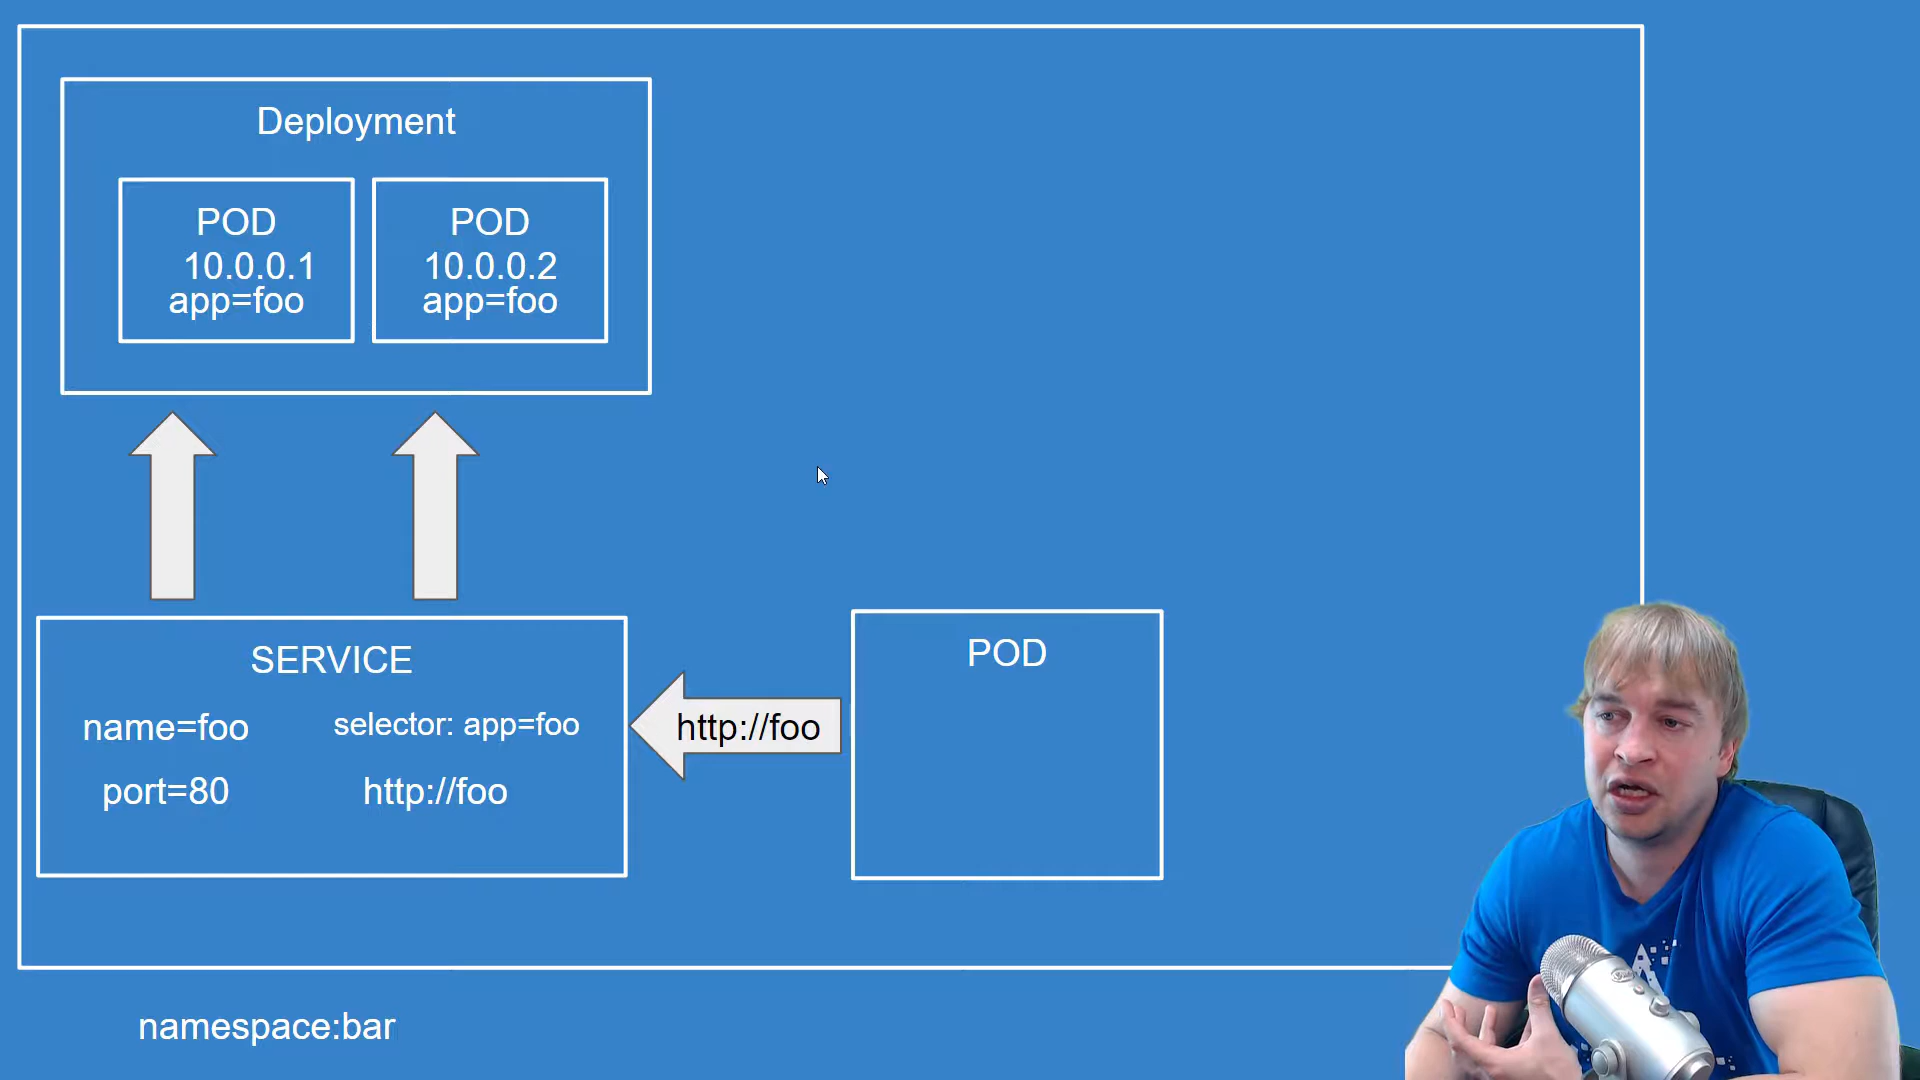 Deployment
POD
10.0.0.1
app=foo
POD
10.0.0.2
app=foo
SERVICE
name=foo
selector: app=foo
port=80
http://foo
http://foo
POD
namespace:bar